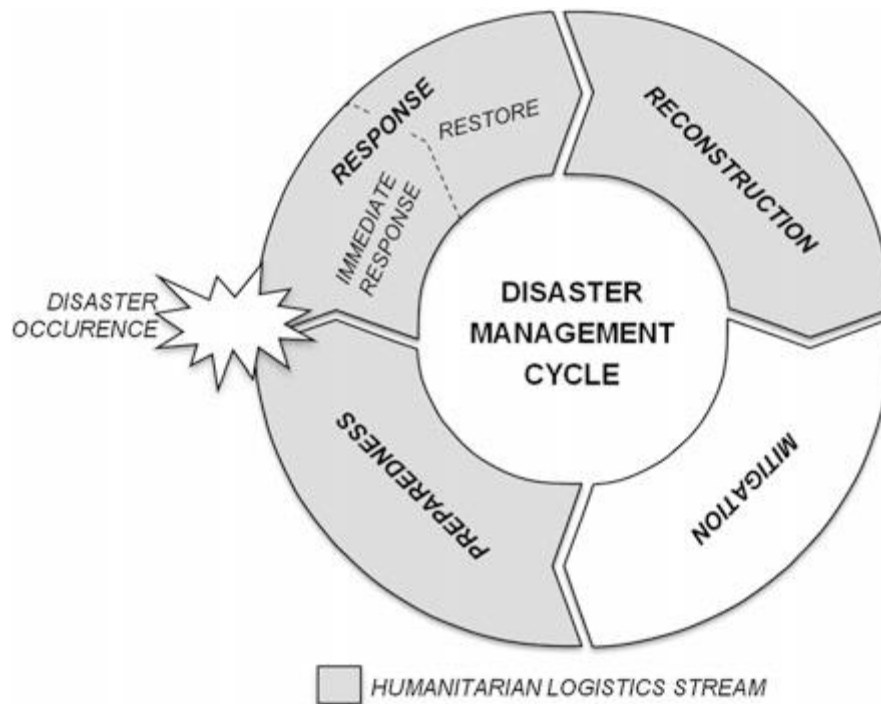 RESPONSE
RESTORE
IMMEDIATE
RESPONSE
RECONSTRUCTION
DISASTER
OCCURENCE
DISASTER
MANAGEMENT
CYCLE
PREPAREDNESS
MITIGATION
HUMANITARIAN LOGISTICS STREAM